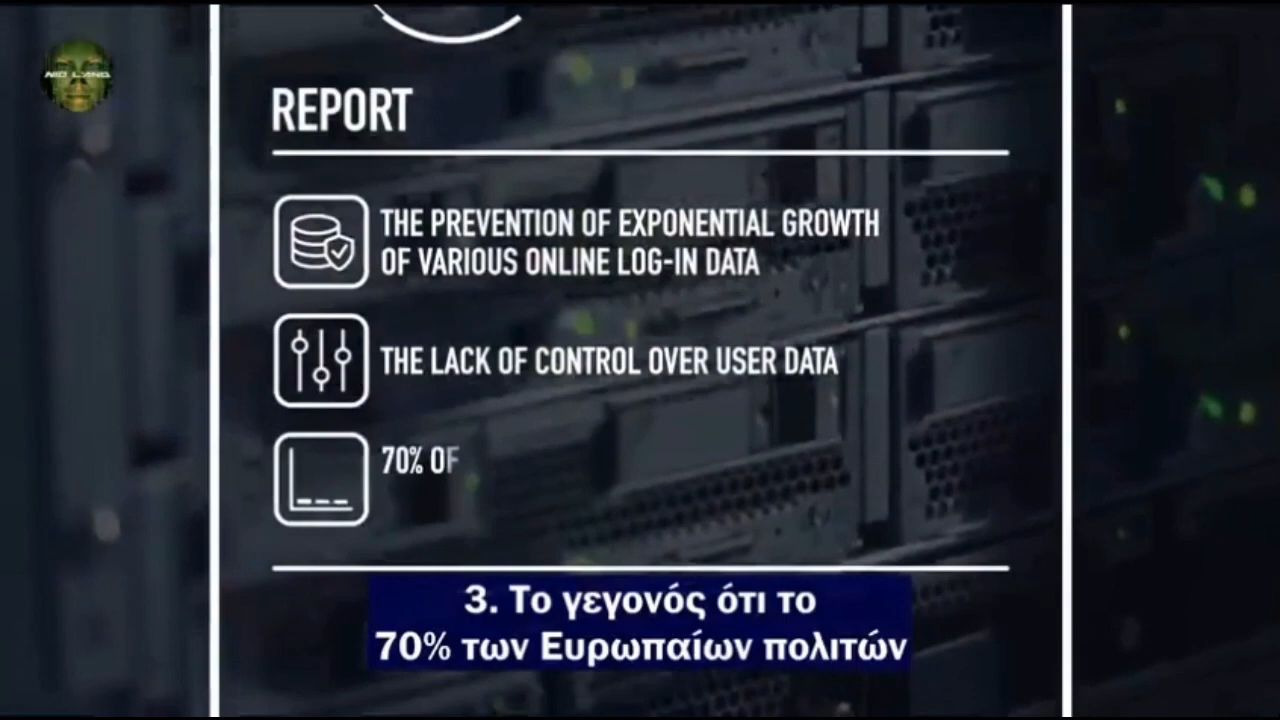 REPORT
THE PREVENTION OF EXPONENTIAL GROWTH
OF VARIOUS ONLINE LOG-IN DATA
THE LACK OF CONTROL OVER USER DATA
70% OF
3. Το γεγονός ότι το
70% των Ευρωπαίων πολιτών